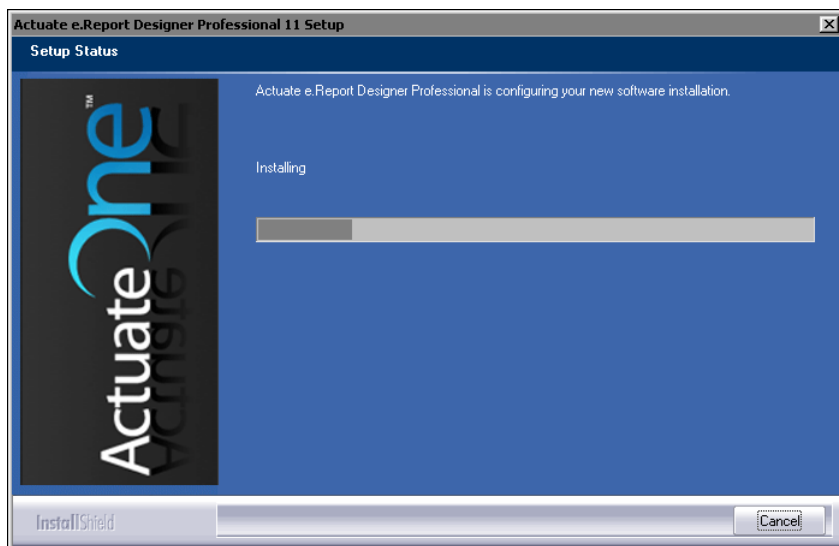 Actuate e.Report Designer Professional 11 Setup
Setup Status
Actuate e.Report Designer Professional is configuring your new software installation.
Installing
ActuateOne™
InstallShield
Cancel